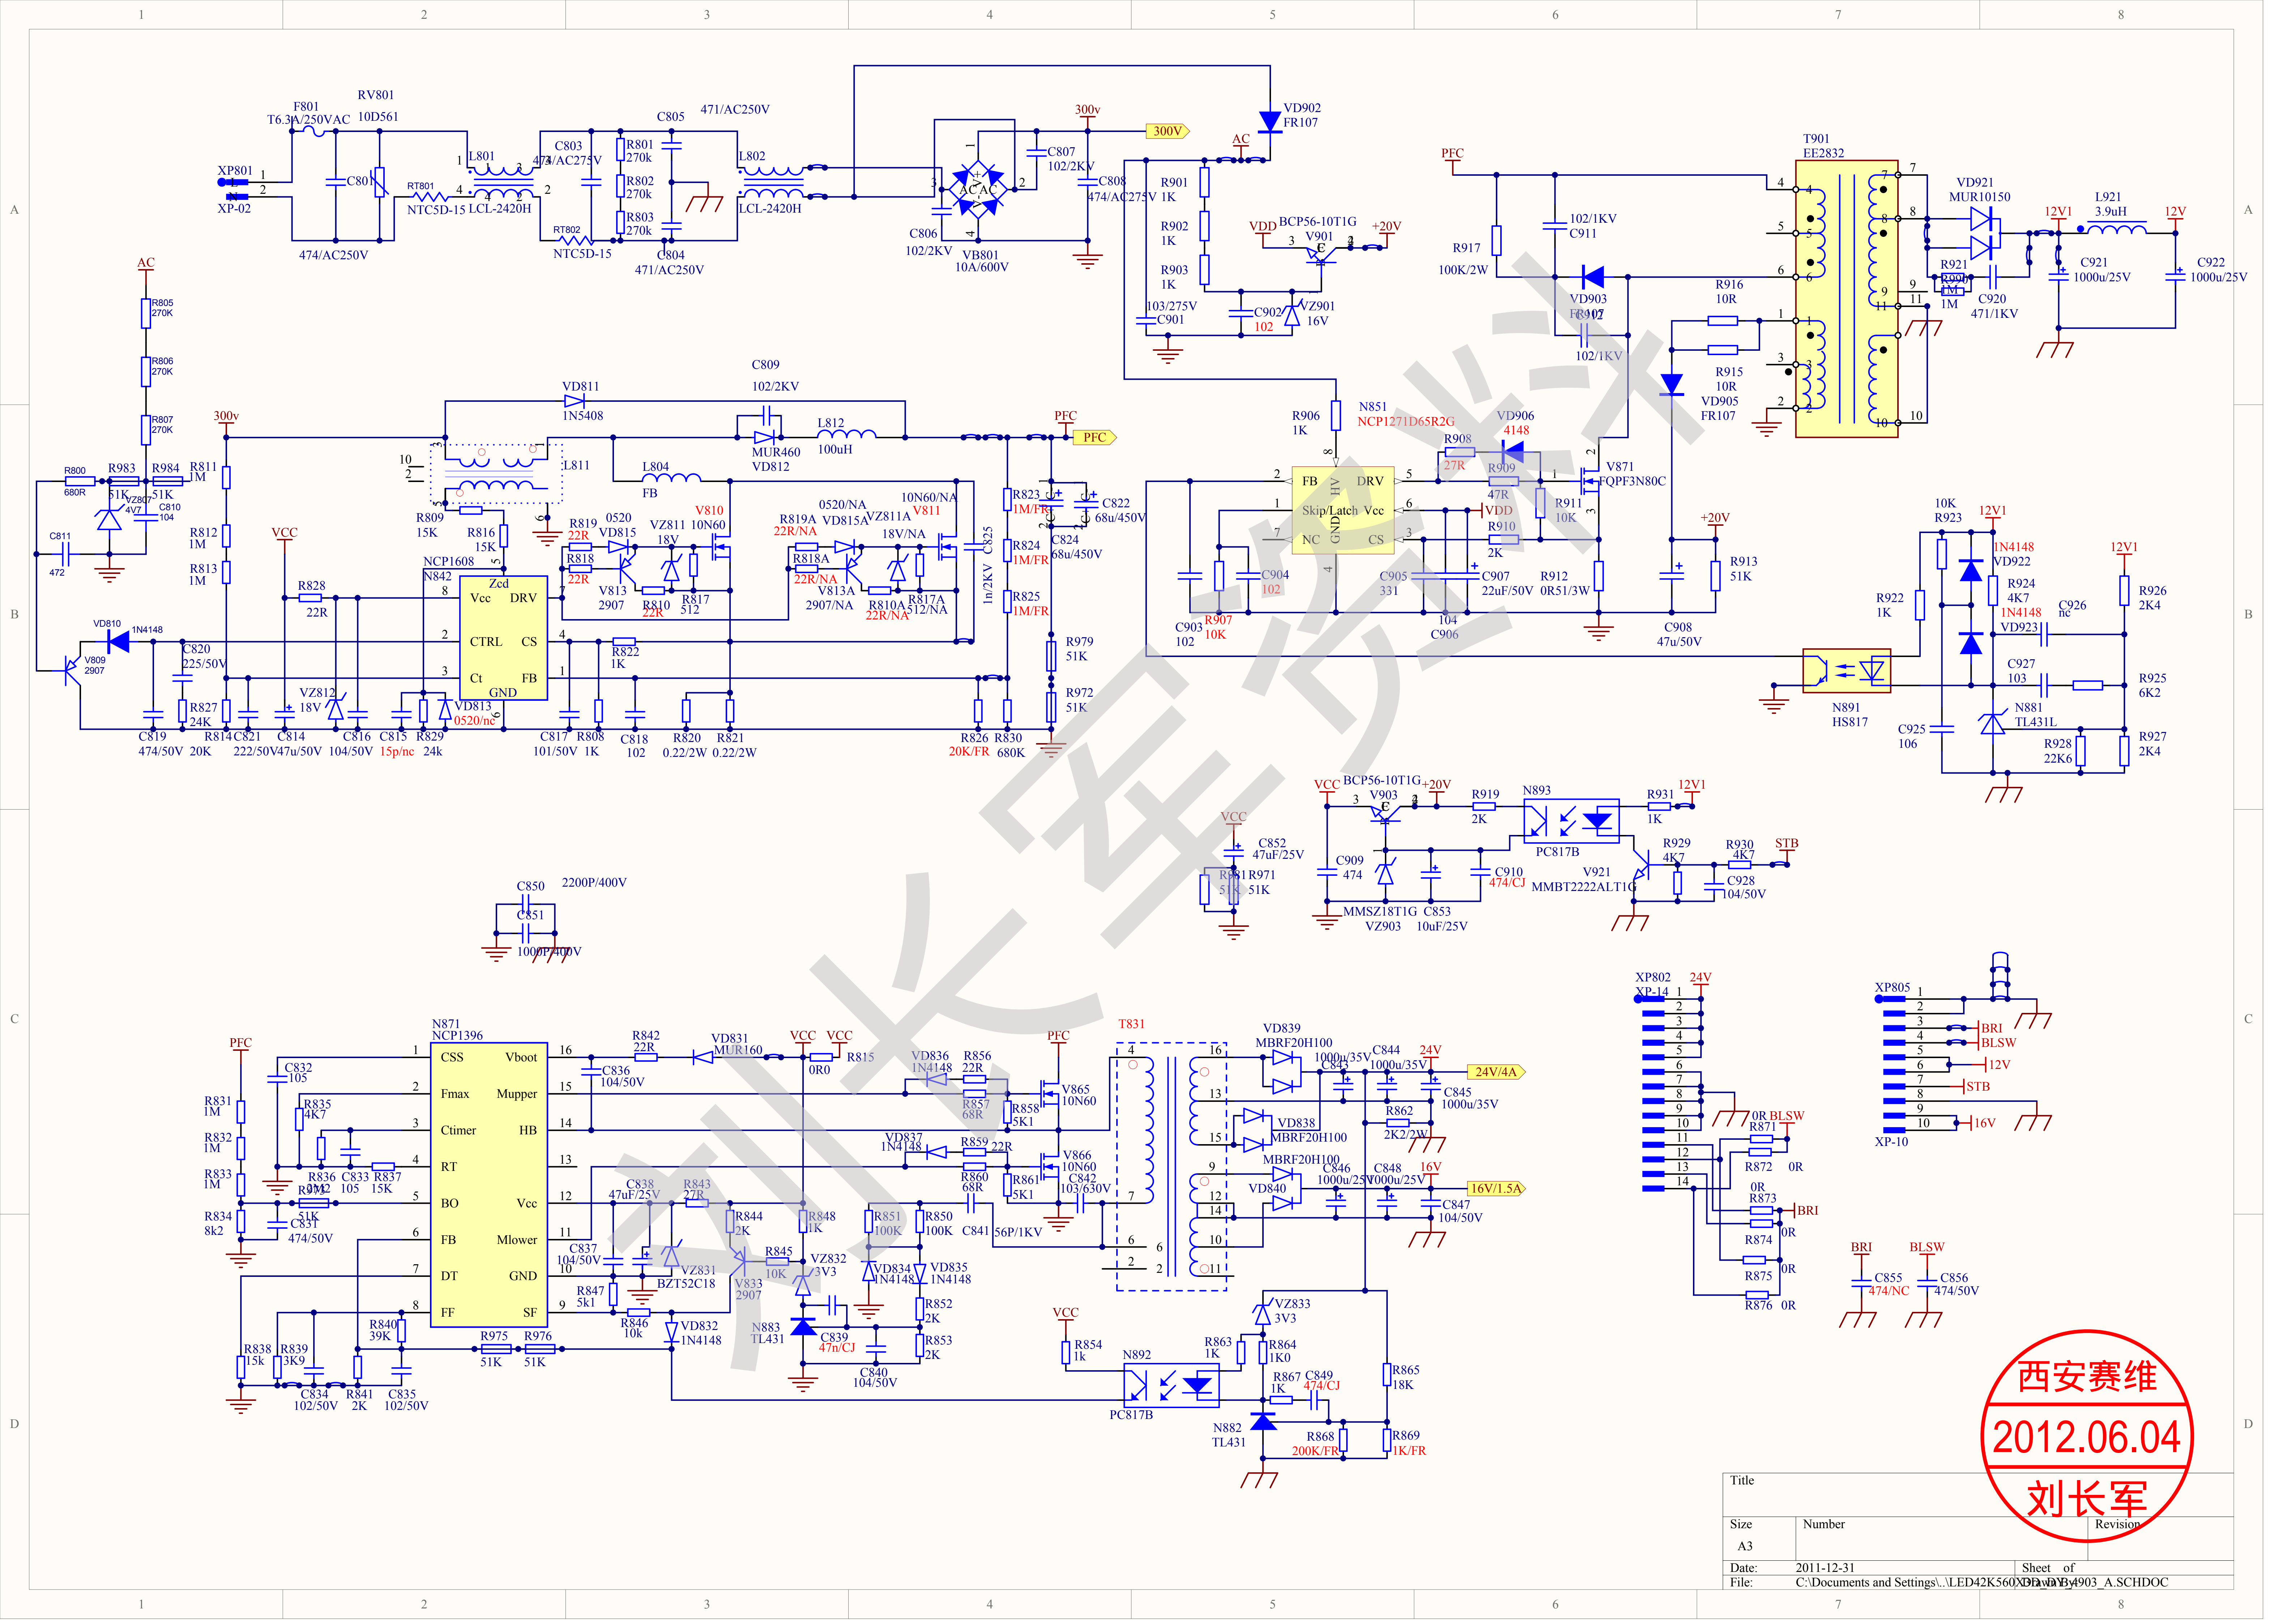 1 2 3 4 5 6 7 8
A
B
C
D
F801
T6.3A/250VAC
RV801
10D561
XP801
1
2
XP-02
C801
474/AC250V
RT801
NTC5D-15
L801
LCL-2420H
C803
474/AC275V
RT802
NTC5D-15
R801
270k
R802
270k
R803
270k
C805
471/AC250V
C804
471/AC250V
L802
LCL-2420H
C806
102/2KV
VB801
10A/600V
C807
102/2KV
300v
300V
C808
474/AC275V
VD902
FR107
AC
R901
1K
R902
1K
R903
1K
103/275V
C901
VDD
BCP56-10T1G
V901
+20V
C902
102
VZ901
16V
PFC
R917
100K/2W
102/1KV
C911
VD903
FR107
C912
102/1KV
R916
10R
R915
10R
VD905
FR107
T901
EE2832
VD921
MUR10150
R921
1M
R990
1M
C920
471/1KV
12V1
L921
3.9uH
12V
C921
1000u/25V
C922
1000u/25V
AC
R805
270K
R806
270K
R807
270K
R800
680R
R983
51K
R984
51K
VZ807
4V7
C810
104
C811
472
VD810
1N4148
V809
2907
300v
R811
1M
R812
1M
R813
1M
VCC
R828
22R
C820
225/50V
R827
24K
C819
474/50V
R814
20K
C821
222/50V
C814
47u/50V
VZ812
18V
C816
104/50V
C815
15p/nc
R829
24k
VD813
0520/nc
NCP1608
N842
Zcd
Vcc
DRV
CTRL
CS
Ct
FB
GND
VD811
1N5408
C809
102/2KV
MUR460
VD812
L812
100uH
L811
L804
FB
R809
15K
R816
15K
R819
22R
0520
VD815
R818
22R
V813
2907
VZ811
18V
R810
22R
R817
512
V810
10N60
R819A
22R/NA
0520/NA
VD815A
R818A
22R/NA
V813A
2907/NA
VZ811A
18V/NA
R810A
22R/NA
R817A
512/NA
10N60/NA
V811
C825
1n/2KV
R822
1K
C817
101/50V
R808
1K
C818
102
R820
0.22/2W
R821
0.22/2W
R823
1M/FR
R824
1M/FR
R825
1M/FR
R826
20K/FR
R830
680K
PFC
PFC
C822
68u/450V
C824
68u/450V
R979
51K
R972
51K
R906
1K
N851
NCP1271D65R2G
FB
DRV
HV
Skip/Latch
Vcc
NC
CS
GND
VDD
R908
27R
VD906
4148
R909
47R
R910
2K
R911
10K
V871
FQPF3N80C
R912
0R51/3W
C903
102
R907
10K
C904
102
C905
331
104
C906
C907
22uF/50V
+20V
C908
47u/50V
R913
51K
N891
HS817
R922
1K
10K
R923
12V1
1N4148
VD922
R924
4K7
1N4148
VD923
C926
nc
C927
103
12V1
R926
2K4
R925
6K2
N881
TL431L
C925
106
R928
22K6
R927
2K4
VCC
C852
47uF/25V
R981
51K
R971
51K
VCC
BCP56-10T1G
V903
+20V
R919
2K
N893
PC817B
R931
1K
12V1
C909
474
MMSZ18T1G
VZ903
C853
10uF/25V
C910
474/CJ
V921
MMBT2222ALT1G
R929
4K7
R930
4K7
STB
C928
104/50V
C850
2200P/400V
C851
1000P/400V
PFC
R831
1M
R832
1M
R833
1M
R834
8k2
C832
105
R835
4K7
R836
C833
105
R837
15K
R973
51K
C831
474/50V
N871
NCP1396
CSS
Fmax
Ctimer
RT
BO
FB
DT
FF
Vboot
Mupper
HB
Vcc
Mlower
GND
SF
R838
15k
R839
3K9
C834
102/50V
R840
39K
R841
2K
C835
102/50V
R975
51K
R976
51K
R842
22R
VD831
MUR160
C836
104/50V
VCC
VCC
R815
0R0
C838
47uF/25V
R843
27R
R844
2K
R848
1K
R845
10K
C837
104/50V
VZ831
BZT52C18
V833
2907
VZ832
3V3
R847
5k1
R846
10k
VD832
1N4148
N883
TL431
C839
47n/CJ
C840
104/50V
R851
100K
R850
100K
VD834
1N4148
VD835
1N4148
R852
2K
R853
2K
VD836
1N4148
R856
22R
R857
68R
R858
5K1
VD837
1N4148
R859
22R
R860
68R
R861
5K1
PFC
V865
10N60
V866
10N60
C842
103/630V
C841
56P/1KV
T831
VD839
MBRF20H100
VD838
MBRF20H100
MBRF20H100
VD840
1000u/35V
C843
C844
1000u/35V
24V
24V/4A
C845
1000u/35V
R862
2K2/2W
C846
1000u/25V
C848
1000u/25V
16V
16V/1.5A
C847
104/50V
VCC
R854
1k
N892
PC817B
R863
1K
VZ833
3V3
R864
1K0
R867
1K
C849
474/CJ
R865
18K
N882
TL431
R868
200K/FR
R869
1K/FR
XP802
XP-14
24V
0R
BLSW
R871
R872
0R
0R
R873
BRI
0R
R874
R875
0R
R876
0R
XP805
XP-10
BRI
BLSW
12V
STB
16V
BRI
C855
474/NC
BLSW
C856
474/50V
刘长军资料
西安赛维
2012.06.04
刘长军
Title
Size
A3
Number
Revision
Date:
2011-12-31
Sheet of
File:
C:\Documents and Settings\..\LED42K560X3D_DY_4903_A.SCHDOC